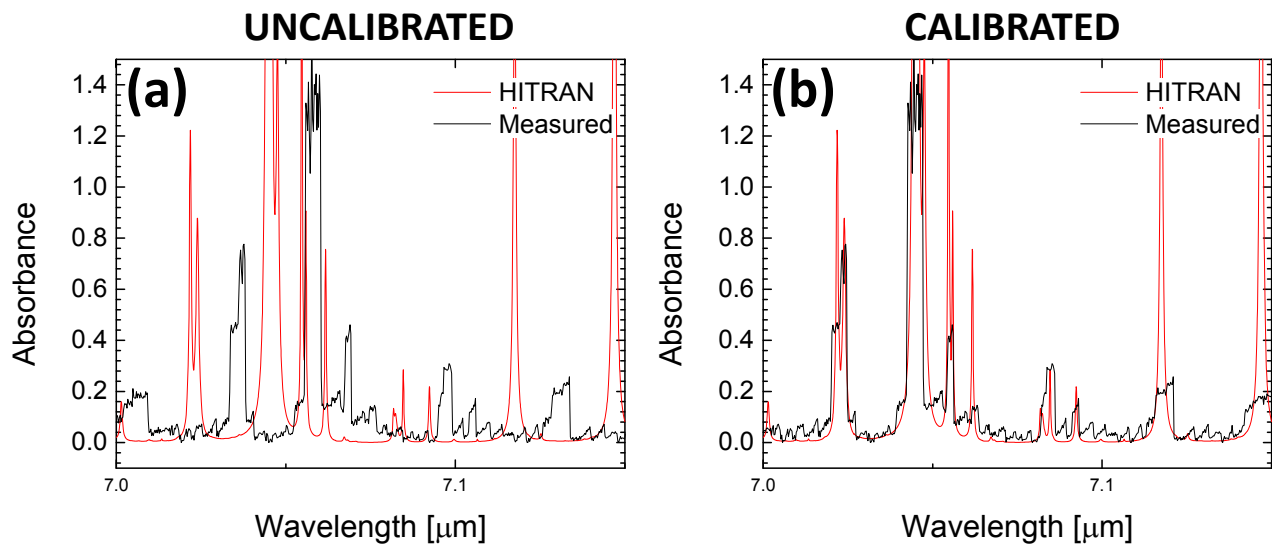 UNCALIBRATED
CALIBRATED
(a)
HITRAN
Measured
1.4
1.2
1.0
0.8
0.6
0.4
0.2
0.0
Absorbance
7.0
7.1
Wavelength [μm]
(b)
HITRAN
Measured
1.4
1.2
1.0
0.8
0.6
0.4
0.2
0.0
Absorbance
7.0
7.1
Wavelength [μm]